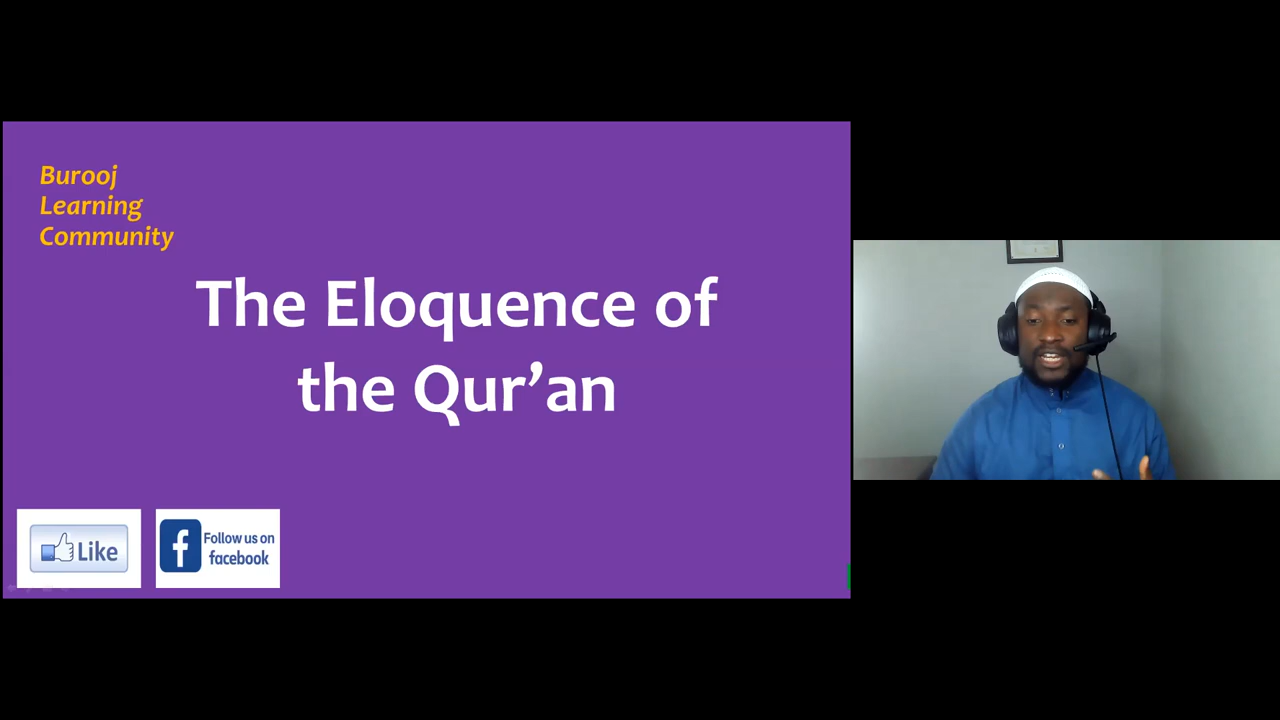 Burooj
Learning
Community
The Eloquence of
the Qur’an
Like
Follow us on
facebook